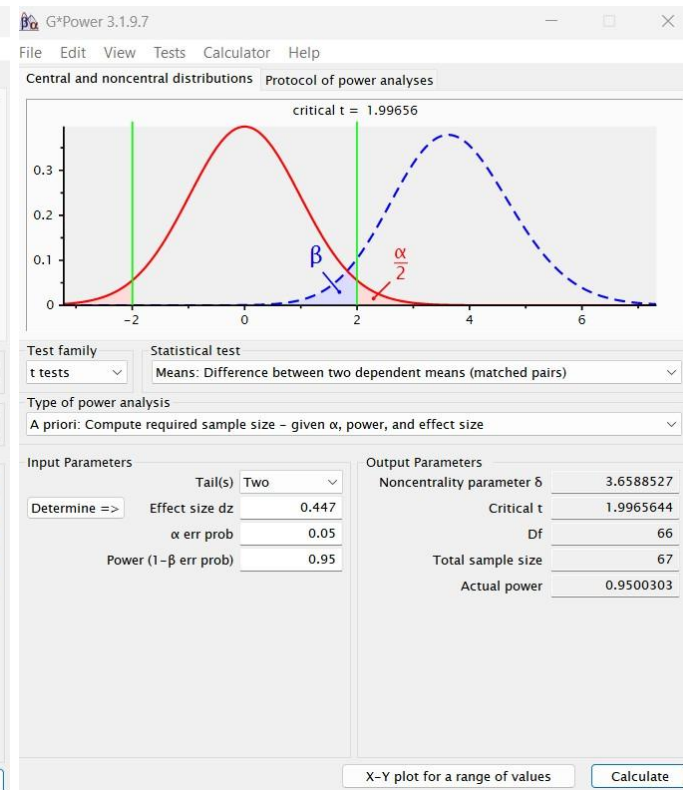 G*Power 3.1.9.7
File Edit View Tests Calculator Help
Central and noncentral distributions Protocol of power analyses
critical t = 1.99656
0.3
0.2
0.1
0
β
α
2
-2 0 2 4 6
Test family Statistical test
t tests Means: Difference between two dependent means (matched pairs)
Type of power analysis
A priori: Compute required sample size – given α, power, and effect size
Input Parameters Output Parameters
Tail(s) Two Noncentrality parameter δ 3.6588527
Determine => Effect size dz 0.447 Critical t 1.9965644
α err prob 0.05 Df 66
Power (1-β err prob) 0.95 Total sample size 67
Actual power 0.9500303
X-Y plot for a range of values Calculate